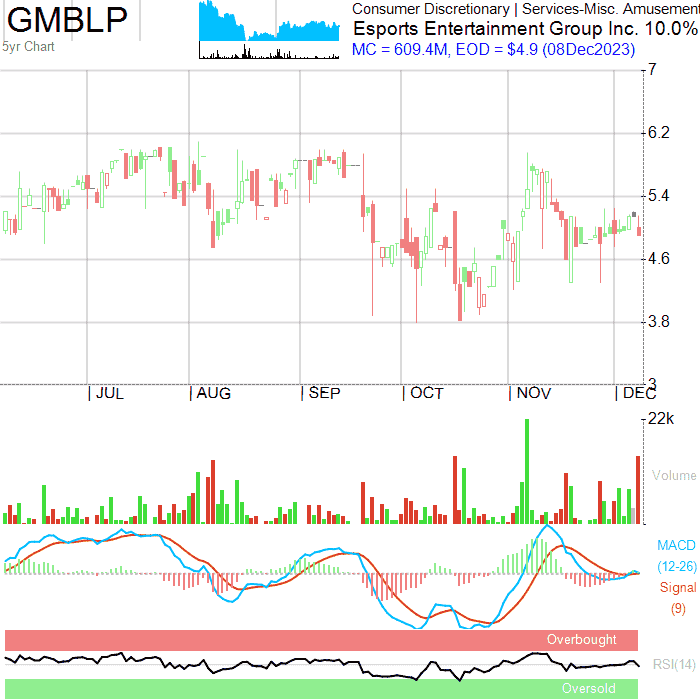 GMBLP
5yr Chart
Consumer Discretionary | Services-Misc. Amusement
Esports Entertainment Group Inc. 10.0%
MC = 609.4M, EOD = $4.9 (08Dec2023)
7
6.2
5.4
4.6
3.8
3
JUL
AUG
SEP
OCT
NOV
DEC
22k
Volume
MACD
(12-26)
Signal
(9)
Overbought
RSI(14)
Oversold